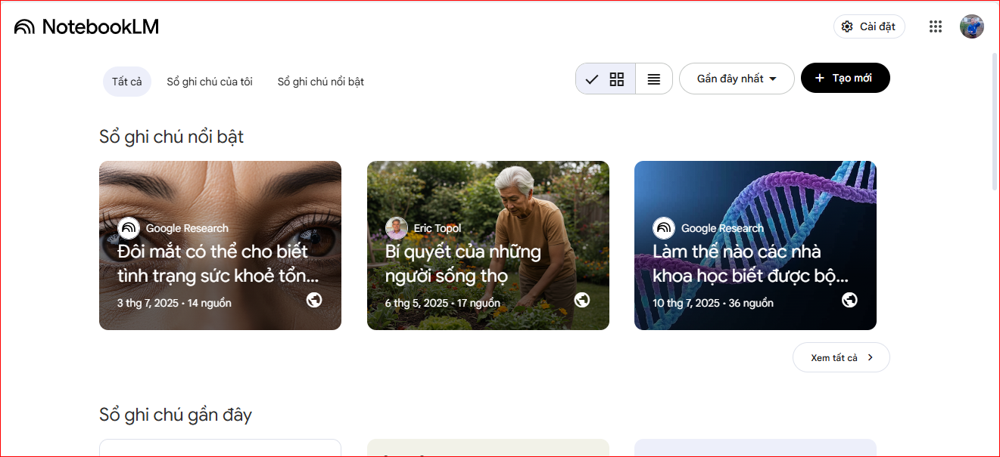 NotebookLM
Cài đặt
Tất cả
Sổ ghi chú của tôi
Sổ ghi chú nổi bật
Gần đây nhất
Tạo mới
Sổ ghi chú nổi bật
Google Research
Đôi mắt có thể cho biết
tình trạng sức khoẻ tổn...
3 thg 7, 2025 • 14 nguồn
Eric Topol
Bí quyết của những
người sống thọ
6 thg 5, 2025 • 17 nguồn
Google Research
Làm thế nào các nhà
khoa học biết được bộ...
10 thg 7, 2025 • 36 nguồn
Xem tất cả
Sổ ghi chú gần đây